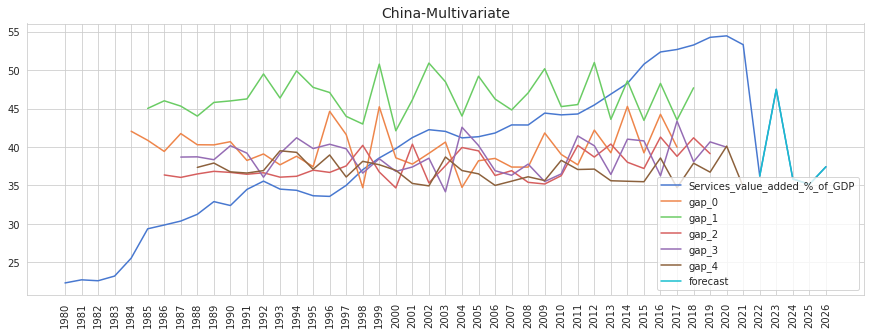 China-Multivariate
55
50
45
40
35
30
25
Services_value_added_%_of_GDP
gap_0
gap_1
gap_2
gap_3
gap_4
forecast
1980 1981 1982 1983 1984 1985 1986 1987 1988 1989 1990 1991 1992 1993 1994 1995 1996 1997 1998 1999 2000 2001 2002 2003 2004 2005 2006 2007 2008 2009 2010 2011 2012 2013 2014 2015 2016 2017 2018 2019 2020 2021 2022 2023 2024 2025 2026